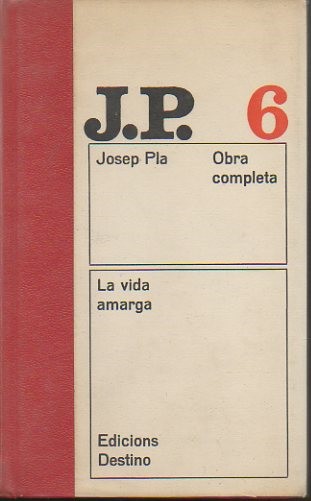 J.P. 6
Josep Pla Obra
completa
La vida
amarga
Edicions
Destino